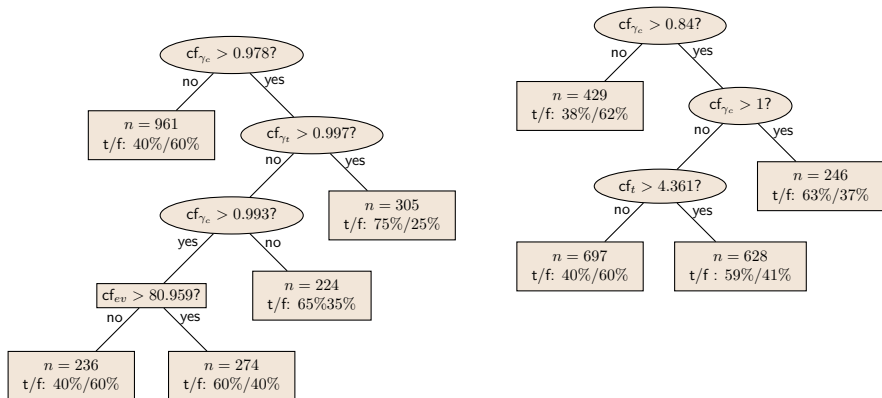 cf_{γ_c} > 0.978?
no
yes
n = 961
t/f: 40%/60%
cf_{γ_t} > 0.997?
no
yes
n = 305
t/f: 75%/25%
cf_{γ_c} > 0.993?
yes
no
n = 224
t/f: 65%35%
cf_{ev} > 80.959?
no
yes
n = 236
t/f: 40%/60%
n = 274
t/f: 60%/40%
cf_{γ_c} > 0.84?
no
yes
n = 429
t/f: 38%/62%
cf_{γ_c} > 1?
no
yes
n = 246
t/f: 63%/37%
cf_t > 4.361?
no
yes
n = 697
t/f: 40%/60%
n = 628
t/f : 59%/41%